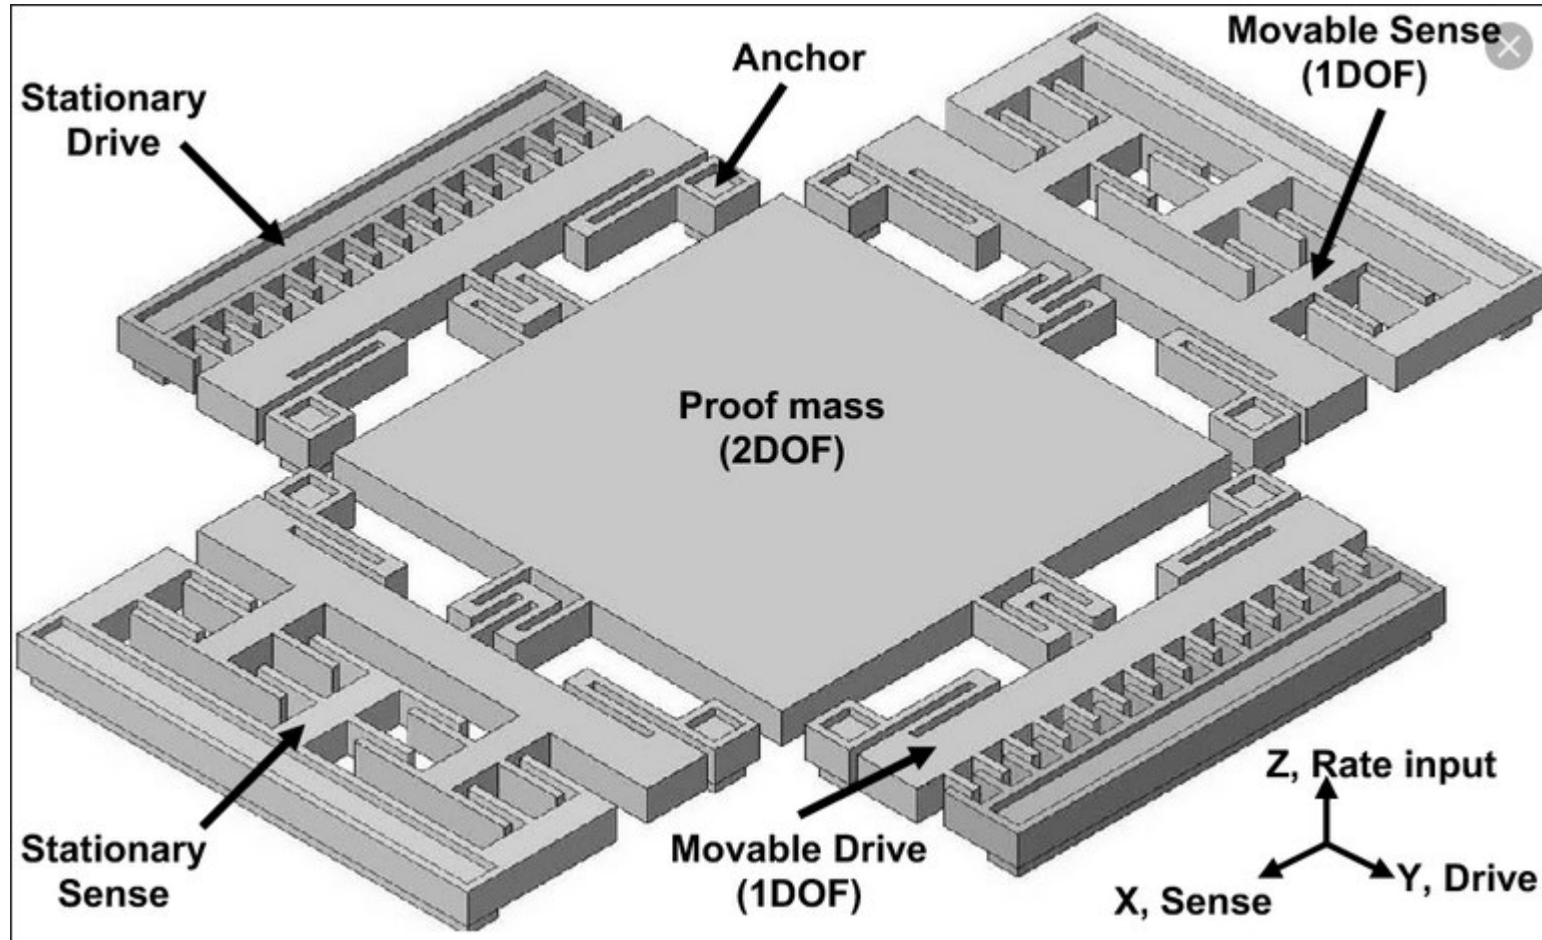 Stationary
Drive
Anchor
Movable Sense
(1DOF)
Proof mass
(2DOF)
Stationary
Sense
Movable Drive
(1DOF)
Z, Rate input
X, Sense
Y, Drive